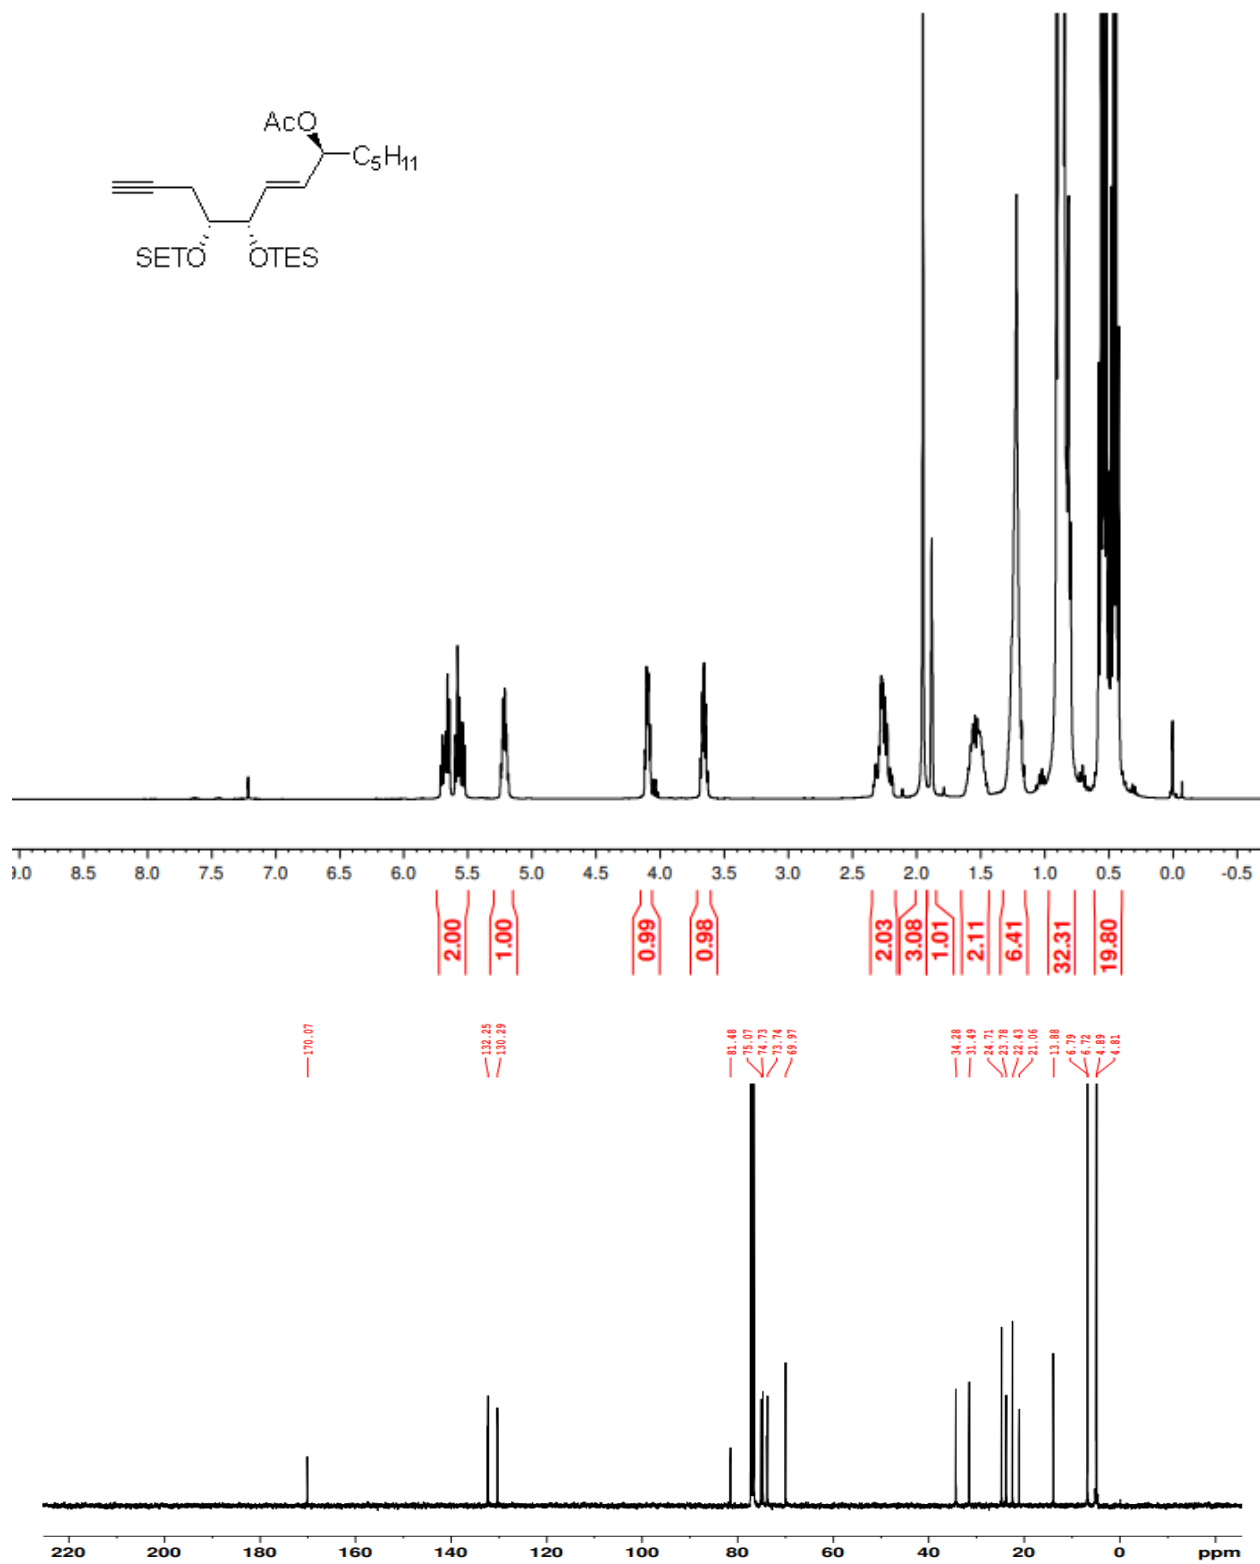 AcO
C5H11
SETO OTES
9.0 8.5 8.0 7.5 7.0 6.5 6.0 5.5 5.0 4.5 4.0 3.5 3.0 2.5 2.0 1.5 1.0 0.5 0.0 -0.5
2.00 1.00 0.99 0.98 2.03 3.08 1.01 2.11 6.41 32.31 19.80
170.07 132.25 130.29 81.48 75.07 74.73 73.74 69.97 34.28 31.49 24.71 23.78 22.43 21.06 13.88 6.79 6.72 4.89 4.81
220 200 180 160 140 120 100 80 60 40 20 0 ppm